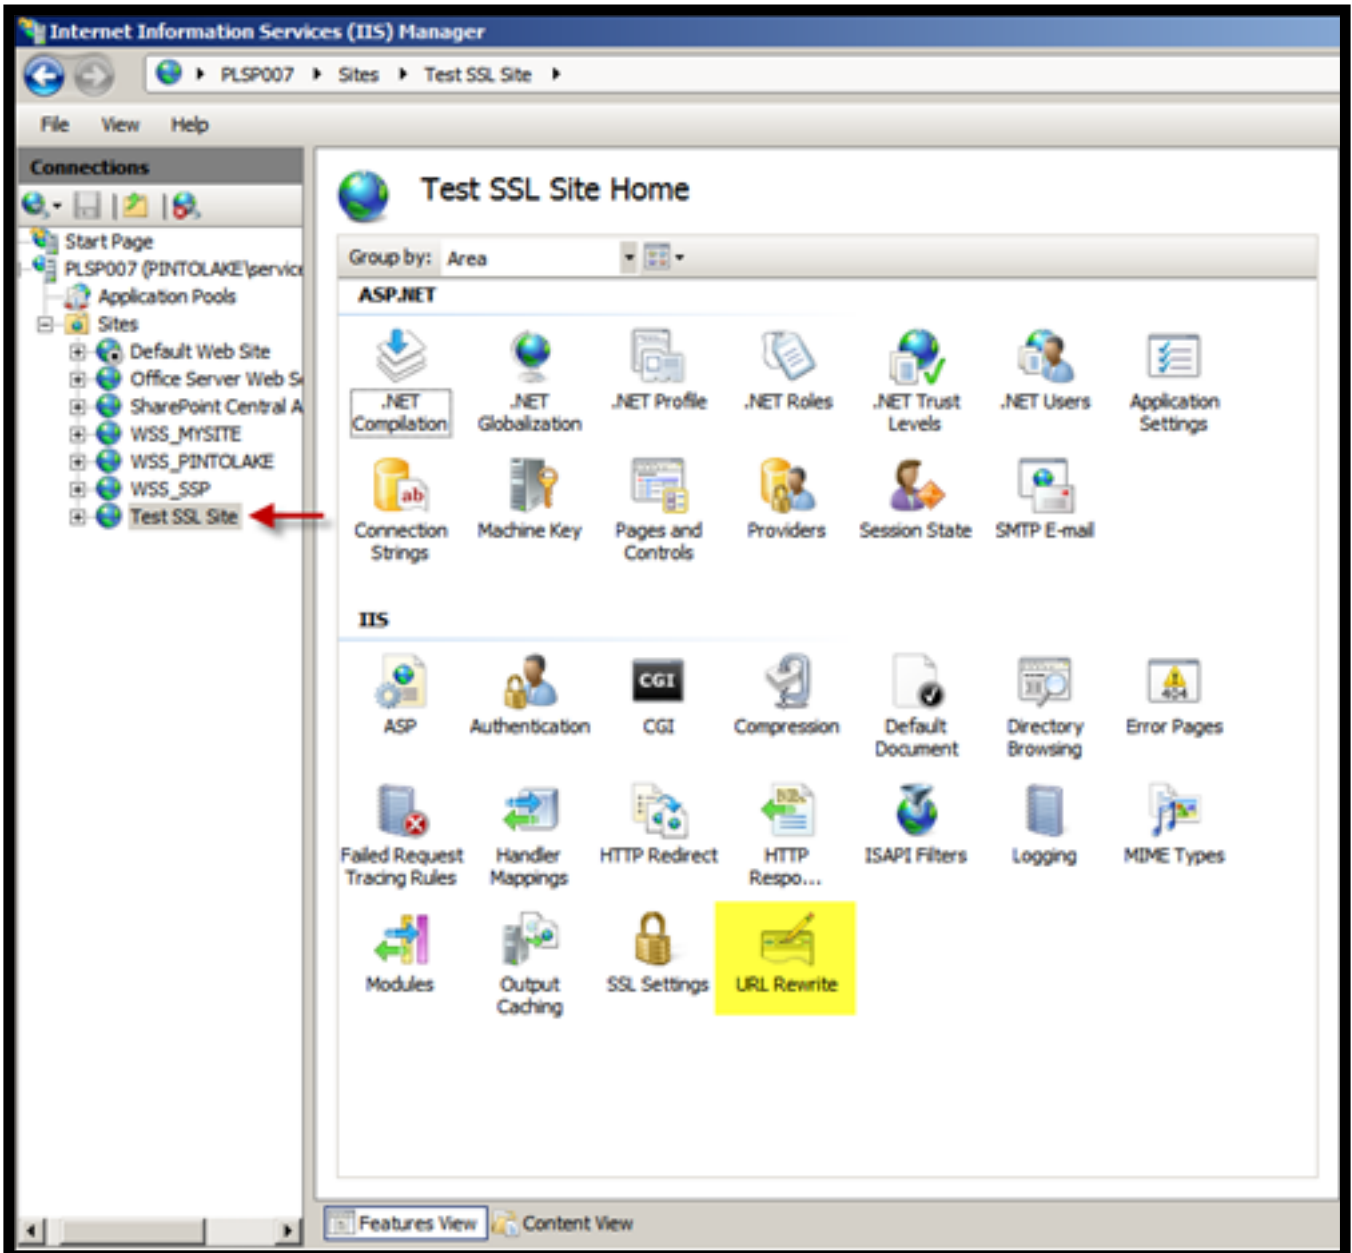 Internet Information Services (IIS) Manager
PLSP007 Sites Test SSL Site
File View Help
Connections
Start Page
PLSP007 (PINTOLAKE\service
Application Pools
Sites
Default Web Site
Office Server Web S
SharePoint Central A
WSS_MYSITE
WSS_PINTOLAKE
WSS_SSP
Test SSL Site
Test SSL Site Home
Group by: Area
ASP.NET
.NET Compilation
.NET Globalization
.NET Profile
.NET Roles
.NET Trust Levels
.NET Users
Application Settings
ab
Connection Strings
Machine Key
Pages and Controls
Providers
Session State
SMTP E-mail
IIS
ASP
Authentication
CGI
CGI
Compression
Default Document
Directory Browsing
404
Error Pages
Failed Request Tracing Rules
Handler Mappings
HTTP Redirect
HTTP Respo...
ISAPI Filters
Logging
MIME Types
Modules
Output Caching
SSL Settings
URL Rewrite
Features View Content View